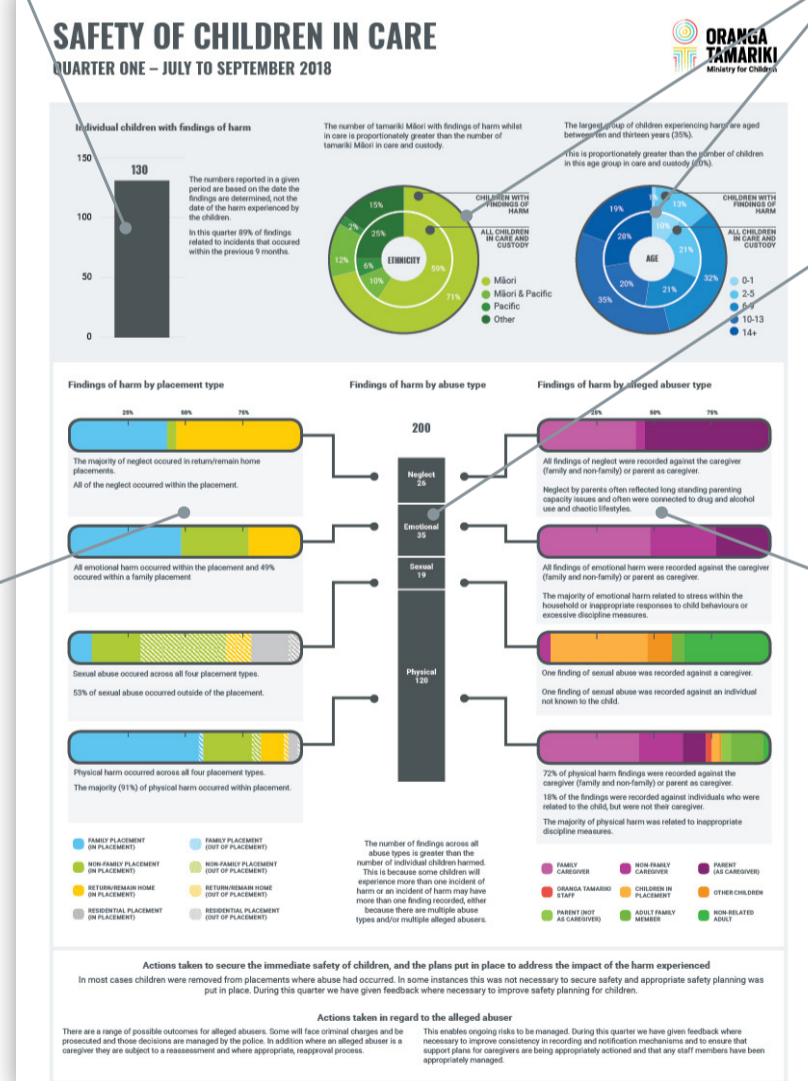 SAFETY OF CHILDREN IN CARE
QUARTER ONE – JULY TO SEPTEMBER 2018
ORANGA
TAMARIKI
Ministry for Children
Individual children with findings of harm
150
130
100
50
0
The numbers reported in a given
period are based on the date the
findings are determined, not the
date of the harm experienced by
the children.
In this quarter 89% of findings
related to incidents that occured
within the previous 9 months.
The number of tamariki Māori with findings of harm whilst
in care is proportionately greater than the number of
tamariki Māori in care and custody.
CHILDREN WITH
FINDINGS OF
HARM
ALL CHILDREN
IN CARE AND
CUSTODY
ETHNICITY
15%
2%
12%
71%
25%
6%
10%
59%
Māori
Māori & Pacific
Pacific
Other
The largest group of children experiencing harm are aged
between ten and thirteen years (35%).
This is proportionately greater than the number of children
in this age group in care and custody (20%).
CHILDREN WITH
FINDINGS OF
HARM
ALL CHILDREN
IN CARE AND
CUSTODY
AGE
1%
13%
32%
35%
19%
10%
21%
21%
20%
28%
0-1
2-5
6-9
10-13
14+
Findings of harm by placement type
25%
50%
75%
The majority of neglect occured in return/remain home
placements.
All of the neglect occurred within the placement.
All emotional harm occurred within the placement and 49%
occured within a family placement
Sexual abuse occured across all four placement types.
53% of sexual abuse occurred outside of the placement.
Physical harm occurred across all four placement types.
The majority (91%) of physical harm occurred within placement.
FAMILY PLACEMENT
(IN PLACEMENT)
FAMILY PLACEMENT
(OUT OF PLACEMENT)
NON-FAMILY PLACEMENT
(IN PLACEMENT)
NON-FAMILY PLACEMENT
(OUT OF PLACEMENT)
RETURN/REMAIN HOME
(IN PLACEMENT)
RETURN/REMAIN HOME
(OUT OF PLACEMENT)
RESIDENTIAL PLACEMENT
(IN PLACEMENT)
RESIDENTIAL PLACEMENT
(OUT OF PLACEMENT)
Findings of harm by abuse type
200
Neglect
26
Emotional
35
Sexual
19
Physical
120
The number of findings across all
abuse types is greater than the
number of individual children harmed.
This is because some children will
experience more than one incident of
harm or an incident of harm may have
more than one finding recorded, either
because there are multiple abuse
types and/or multiple alleged abusers.
Findings of harm by alleged abuser type
25%
50%
75%
All findings of neglect were recorded against the caregiver
(family and non-family) or parent as caregiver.
Neglect by parents often reflected long standing parenting
capacity issues and often were connected to drug and alcohol
use and chaotic lifestyles.
All findings of emotional harm were recorded against the caregiver
(family and non-family) or parent as caregiver.
The majority of emotional harm related to stress within the
household or inappropriate responses to child behaviours or
excessive discipline measures.
One finding of sexual abuse was recorded against a caregiver.
One finding of sexual abuse was recorded against an individual
not known to the child.
72% of physical harm findings were recorded against the
caregiver (family and non-family) or parent as caregiver.
18% of the findings were recorded against individuals who were
related to the child, but were not their caregiver.
The majority of physical harm was related to inappropriate
discipline measures.
FAMILY
CAREGIVER
NON-FAMILY
CAREGIVER
PARENT
(AS CAREGIVER)
ORANGA TAMARIKI
STAFF
CHILDREN IN
PLACEMENT
OTHER CHILDREN
PARENT (NOT
AS CAREGIVER)
ADULT FAMILY
MEMBER
NON-RELATED
ADULT
Actions taken to secure the immediate safety of children, and the plans put in place to address the impact of the harm experienced
In most cases children were removed from placements where abuse had occurred. In some instances this was not necessary to secure safety and appropriate safety planning was
put in place. During this quarter we have given feedback where necessary to improve safety planning for children.
Actions taken in regard to the alleged abuser
There are a range of possible outcomes for alleged abusers. Some will face criminal charges and be
prosecuted and those decisions are managed by the police. In addition where an alleged abuser is a
caregiver they are subject to a reassessment and where appropriate, reapproval process.
This enables ongoing risks to be managed. During this quarter we have given feedback where
necessary to improve consistency in recording and notification mechanisms and to ensure that
support plans for caregivers are being appropriately actioned and that any staff members have been
appropriately managed.